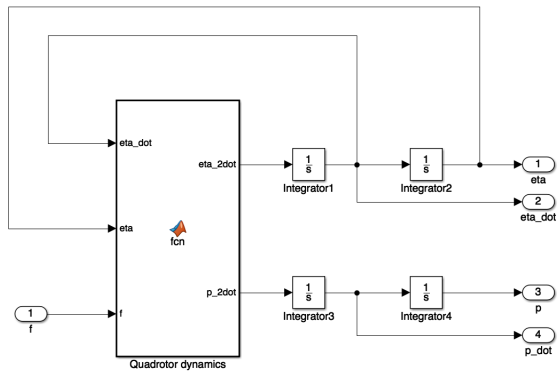 eta_dot
eta_2dot
1
s
Integrator1
1
s
Integrator2
1
eta
2
eta_dot
eta
fcn
1
f
f
p_2dot
1
s
Integrator3
1
s
Integrator4
3
p
4
p_dot
Quadrotor dynamics